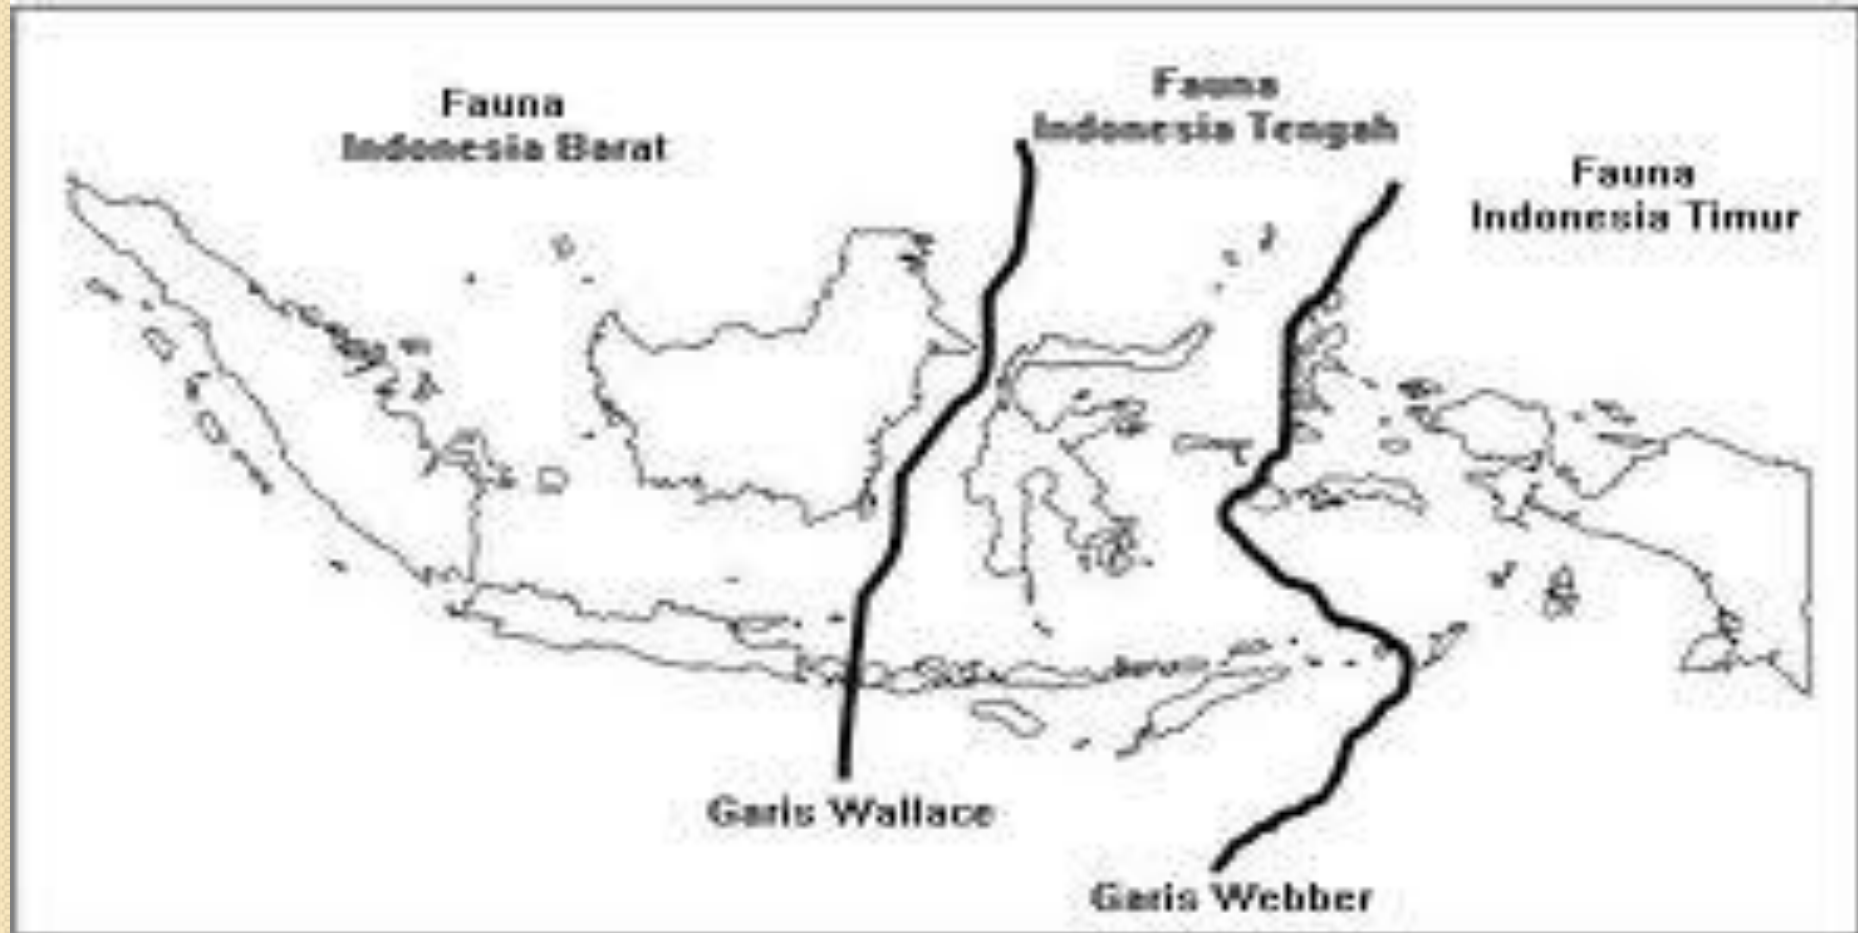 Fauna
Indonesia Barat
Fauna
Indonesia Tengah
Fauna
Indonesia Timur
Garis Wallace
Garis Webber